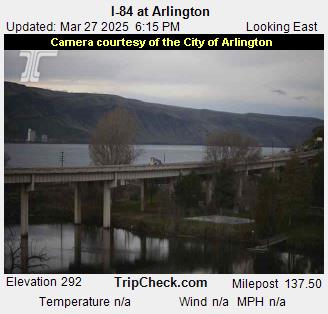 I-84 at Arlington
Updated: Mar 27 2025 6:15 PM Looking East
Camera courtesy of the City of Arlington
Elevation 292 TripCheck.com Milepost 137.50
Temperature n/a Wind n/a MPH n/a